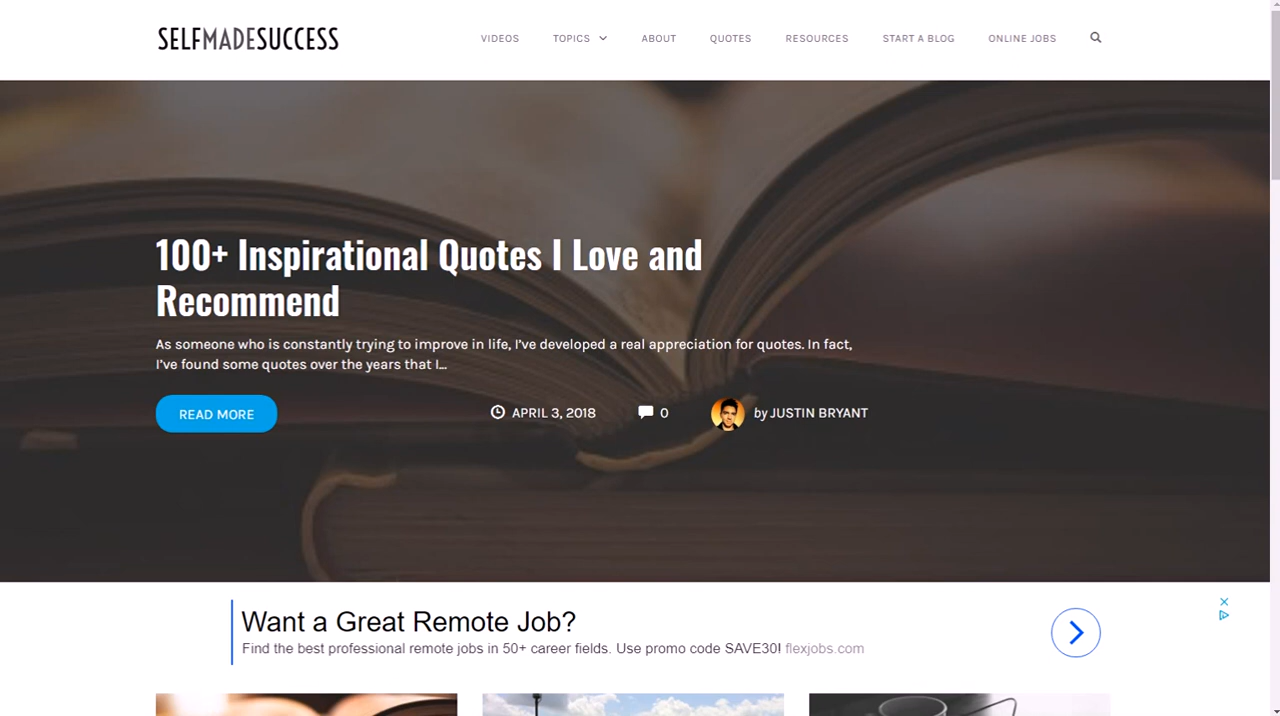 SELFMADESUCCESS
VIDEOS
TOPICS
ABOUT
QUOTES
RESOURCES
START A BLOG
ONLINE JOBS
100+ Inspirational Quotes I Love and
Recommend
As someone who is constantly trying to improve in life, I've developed a real appreciation for quotes. In fact,
I've found some quotes over the years that I...
READ MORE
APRIL 3, 2018
0
by JUSTIN BRYANT
Want a Great Remote Job?
Find the best professional remote jobs in 50+ career fields. Use promo code SAVE30! flexjobs.com